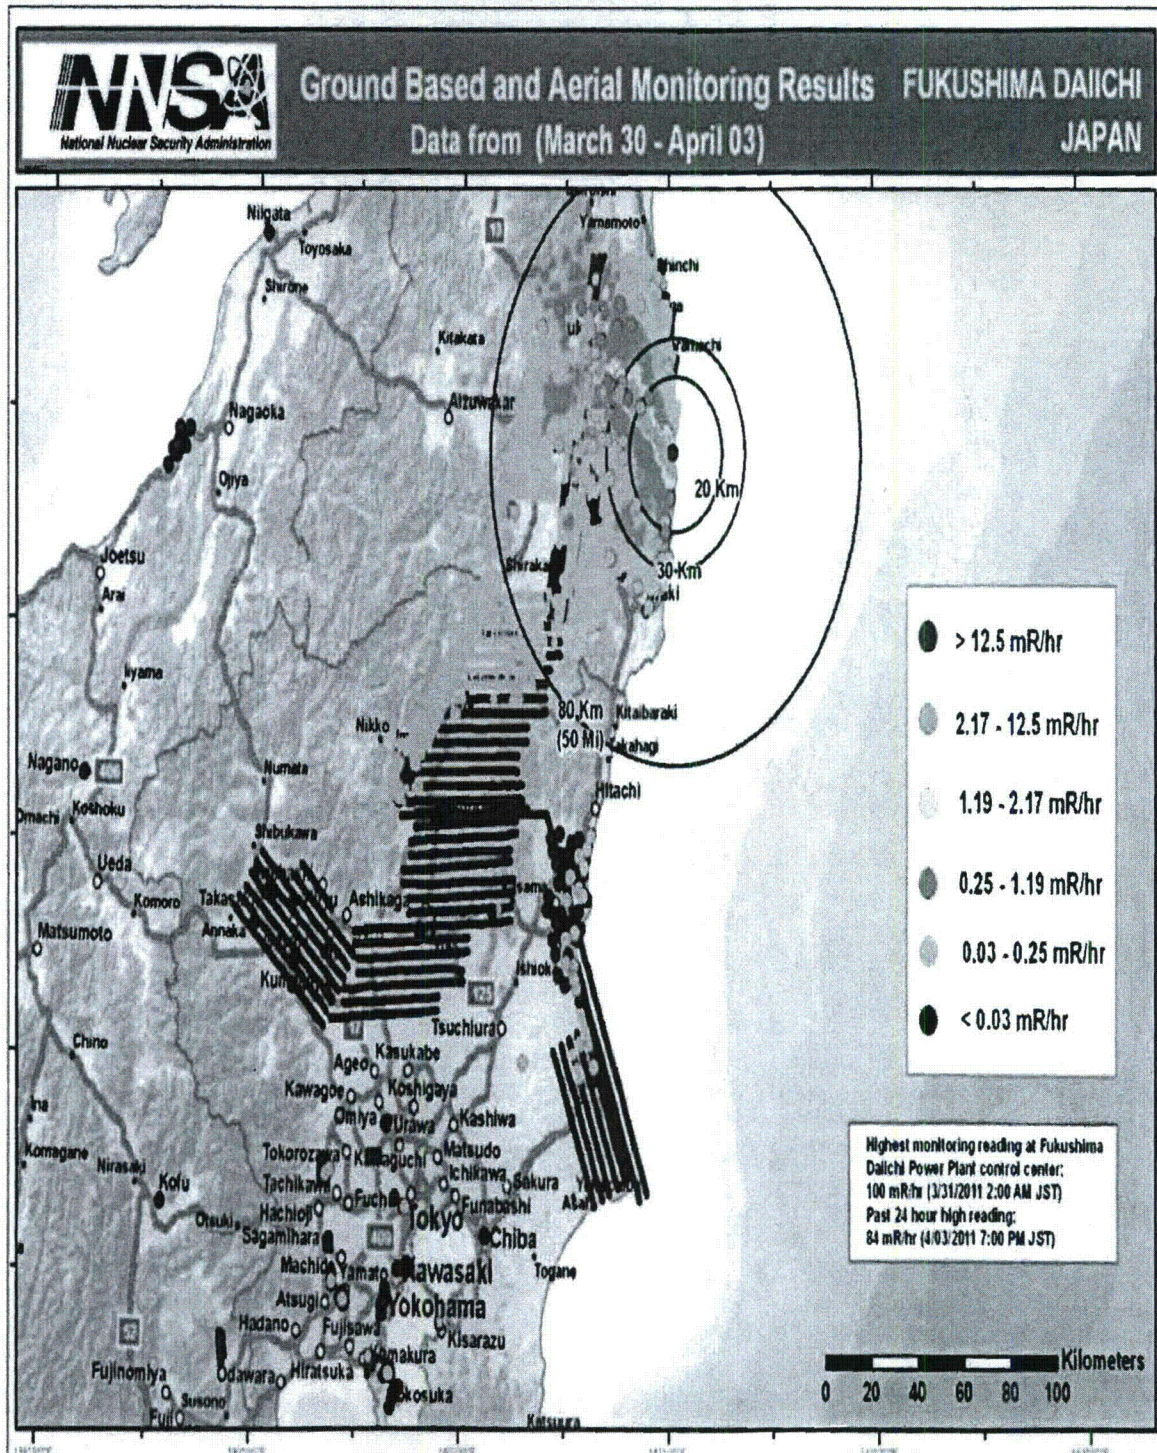 NNSA
National Nuclear Security Administration
Ground Based and Aerial Monitoring Results
Data from (March 30 - April 03)
FUKUSHIMA DAIICHI
JAPAN
Niigata
Toyosaka
Yamamoto
Shirone
Kitakata
Nagaoka
Ojiya
20 Km
30 Km
Joetsu
Arai
Iiyama
80 Km
(50 Mi)
Kitaibaraki
Nikko
Nagano
Numata
Hitachi
Koshoku
Shibukawa
Ueda
Komoro
Annaka
Matsumoto
Tsuchiura
Chino
Ageo
Kasukabe
Kawagoe
Koshigaya
Omiya
Urawa
Kashiwa
Ina
Komagane
Nirasaki
Tokorozawa
Matsudo
Ichikawa
Sakura
Kofu
Tachikawa
Hachioji
Funabashi
Otsuki
Tokyo
Sagamihara
Chiba
Yamato
Kawasaki
Togane
Atsugi
Yokohama
Hadano
Fujisawa
Kisarazu
Fujinomiya
Odawara
Hiratsuka
Kamakura
Susono
Fuji
Katsuura
> 12.5 mR/hr
2.17 - 12.5 mR/hr
1.19 - 2.17 mR/hr
0.25 - 1.19 mR/hr
0.03 - 0.25 mR/hr
< 0.03 mR/hr
Highest monitoring reading at Fukushima
Daiichi Power Plant control center:
100 mR/hr (3/31/2011 2:00 AM JST)
Past 24 hour high reading:
84 mR/hr (4/03/2011 7:00 PM JST)
Kilometers
0 20 40 60 80 100